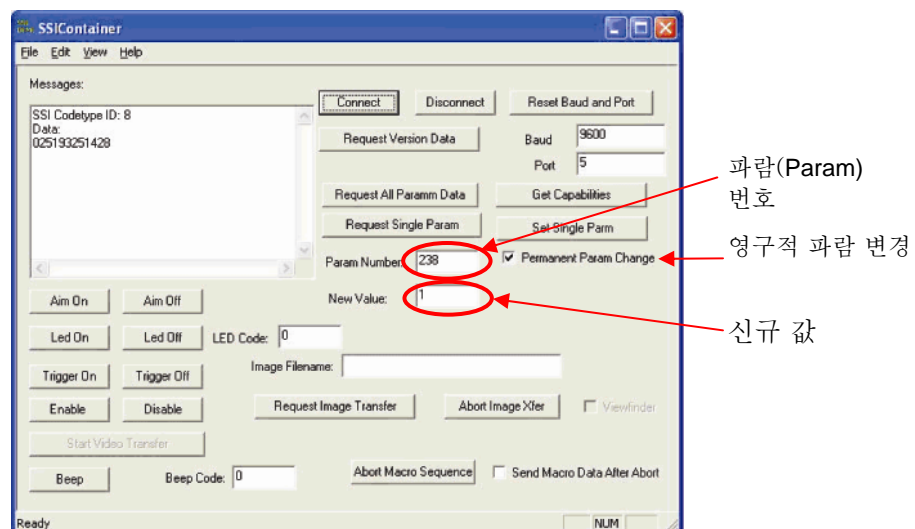 SSIContainer
File Edit View Help
Messages:
SSI Codetype ID: 8
Data:
025193251428
Connect Disconnect Reset Baud and Port
Request Version Data Baud 9600
Port 5
Request All Paramm Data Get Capabilities
Request Single Param Set Single Parm
Param Number: 238 Permanent Param Change
New Value: 1
Aim On Aim Off
Led On Led Off LED Code: 0
Image Filename:
Trigger On Trigger Off
Enable Disable Request Image Transfer Abort Image Xfer Viewfinder
Start Video Transfer
Beep Beep Code: 0 Abort Macro Sequence Send Macro Data After Abort
Ready NUM
파람(Param)
번호
영구적 파람 변경
신규 값